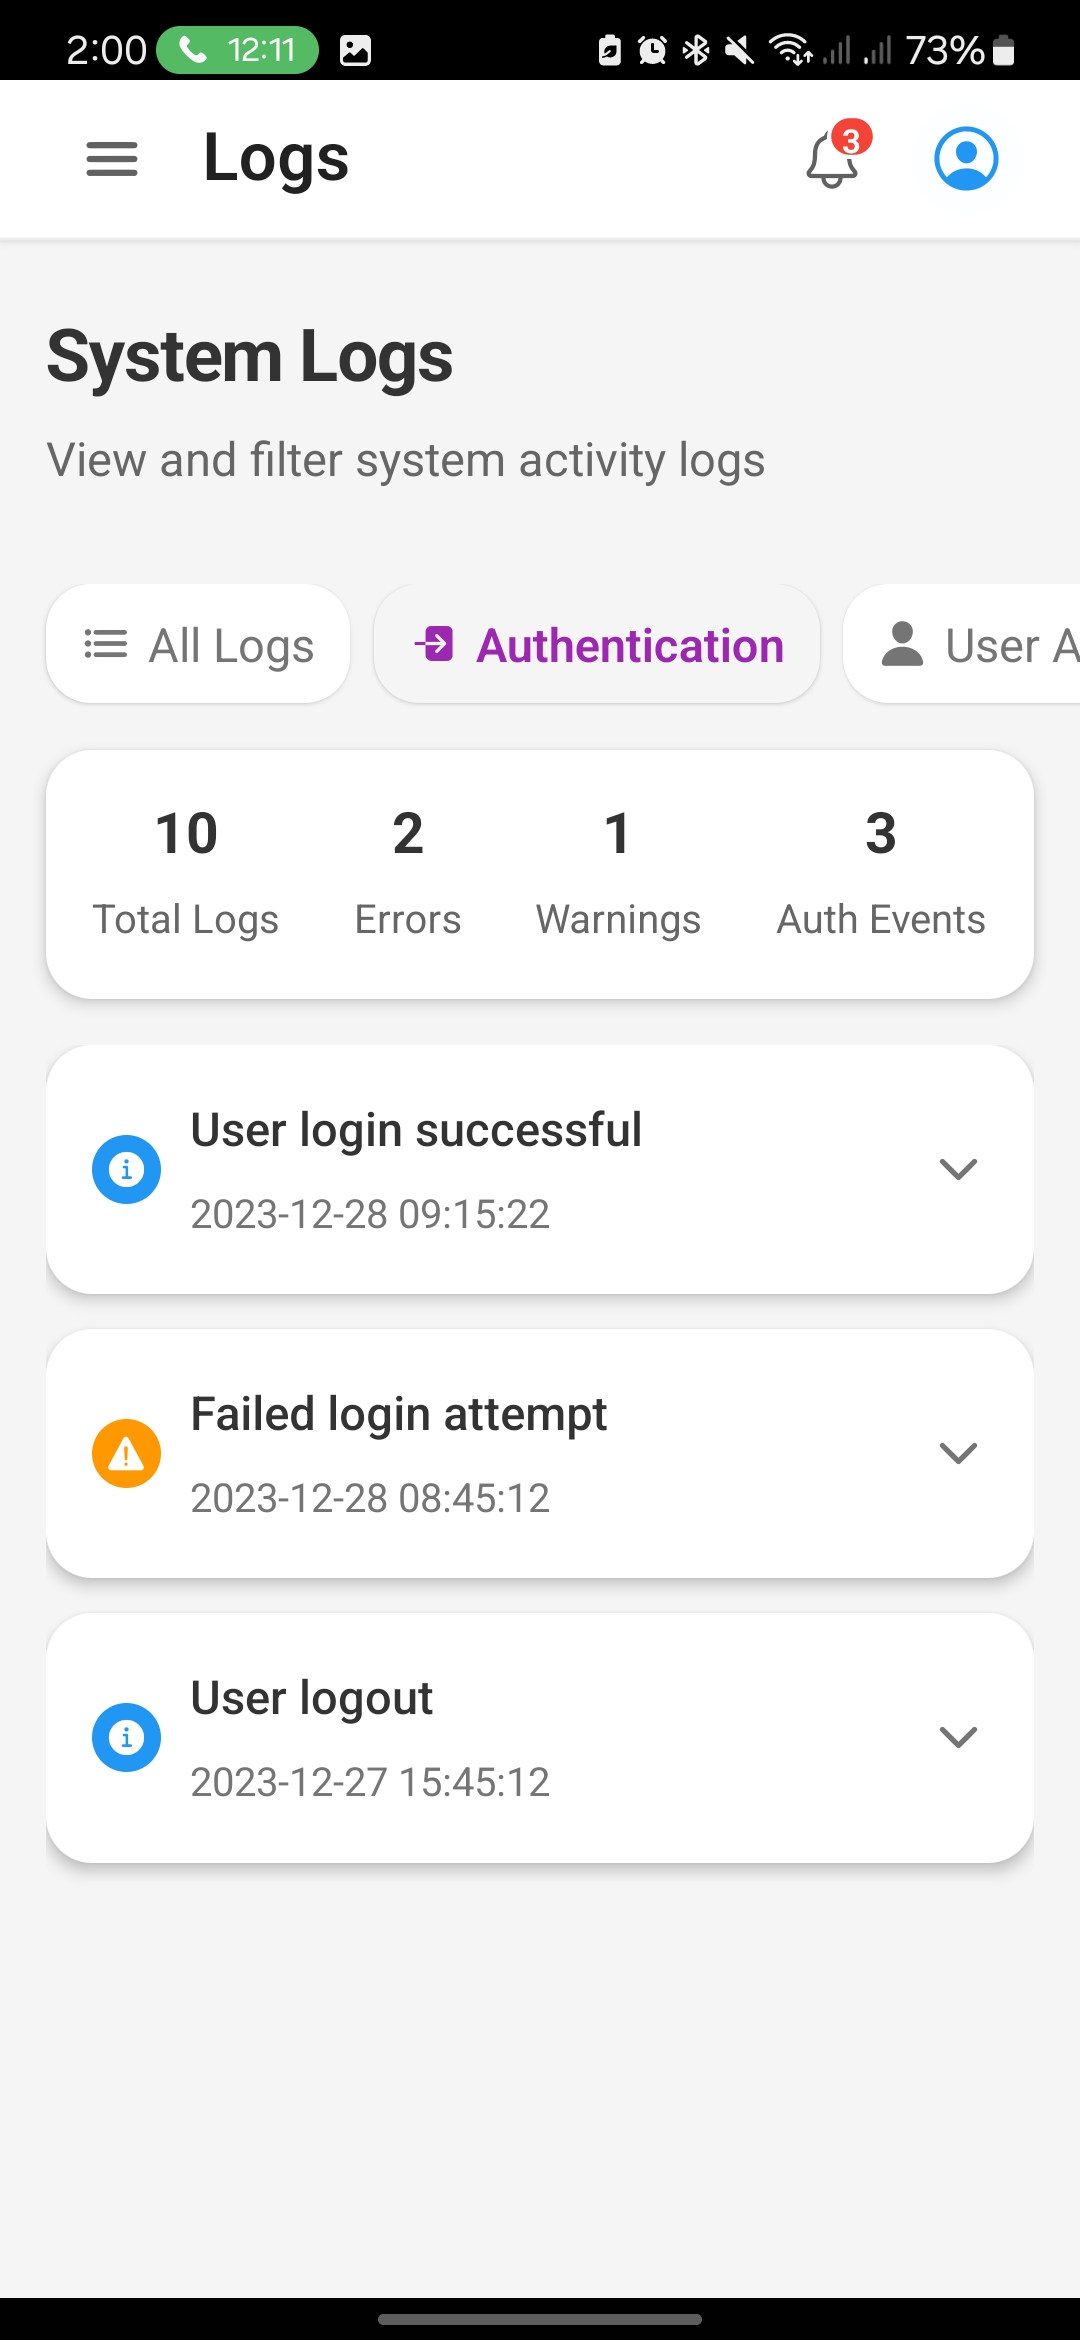 2:00 12:11 73%
Logs 3
System Logs
View and filter system activity logs
All Logs Authentication User A
10 2 1 3
Total Logs Errors Warnings Auth Events
User login successful
2023-12-28 09:15:22
Failed login attempt
2023-12-28 08:45:12
User logout
2023-12-27 15:45:12